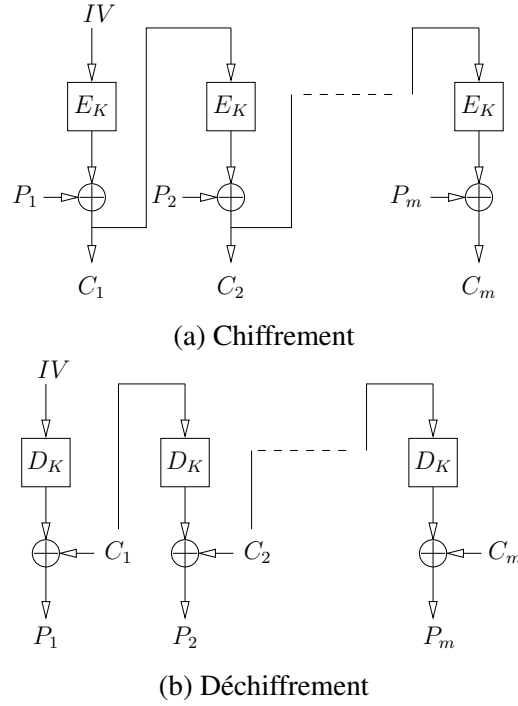 IV
E_K E_K E_K
P_1 P_2 P_m
C_1 C_2 C_m
(a) Chiffrement
IV
D_K D_K D_K
C_1 C_2 C_m
P_1 P_2 P_m
(b) Déchiffrement